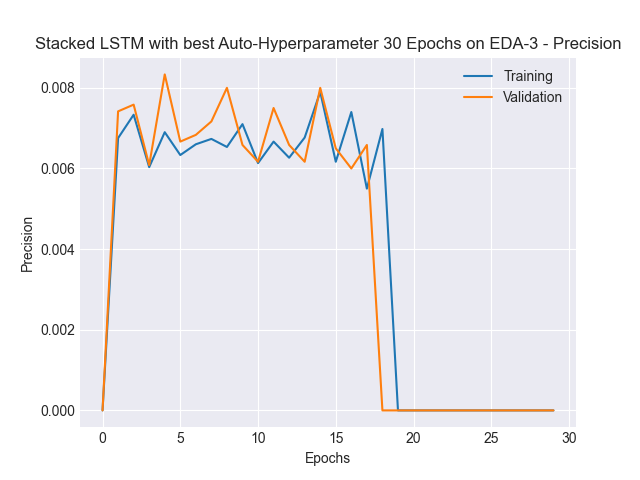 Stacked LSTM with best Auto-Hyperparameter 30 Epochs on EDA-3 - Precision
Training
Validation
0.008
0.006
0.004
0.002
0.000
Precision
0
5
10
15
20
25
30
Epochs